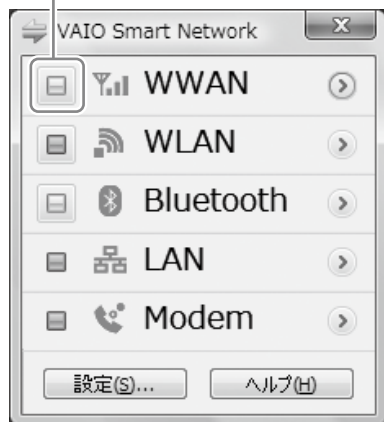 VAIO Smart Network
WWAN
WLAN
Bluetooth
LAN
Modem
設定(S)... ヘルプ(H)